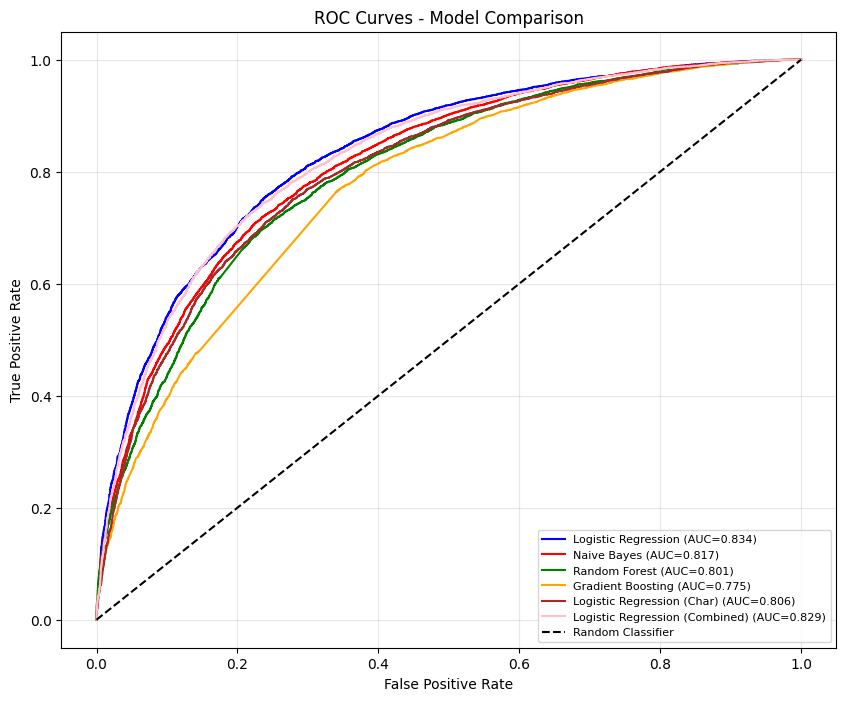 ROC Curves - Model Comparison
True Positive Rate
1.0
0.8
0.6
0.4
0.2
0.0
Logistic Regression (AUC=0.834)
Naive Bayes (AUC=0.817)
Random Forest (AUC=0.801)
Gradient Boosting (AUC=0.775)
Logistic Regression (Char) (AUC=0.806)
Logistic Regression (Combined) (AUC=0.829)
Random Classifier
0.0 0.2 0.4 0.6 0.8 1.0
False Positive Rate